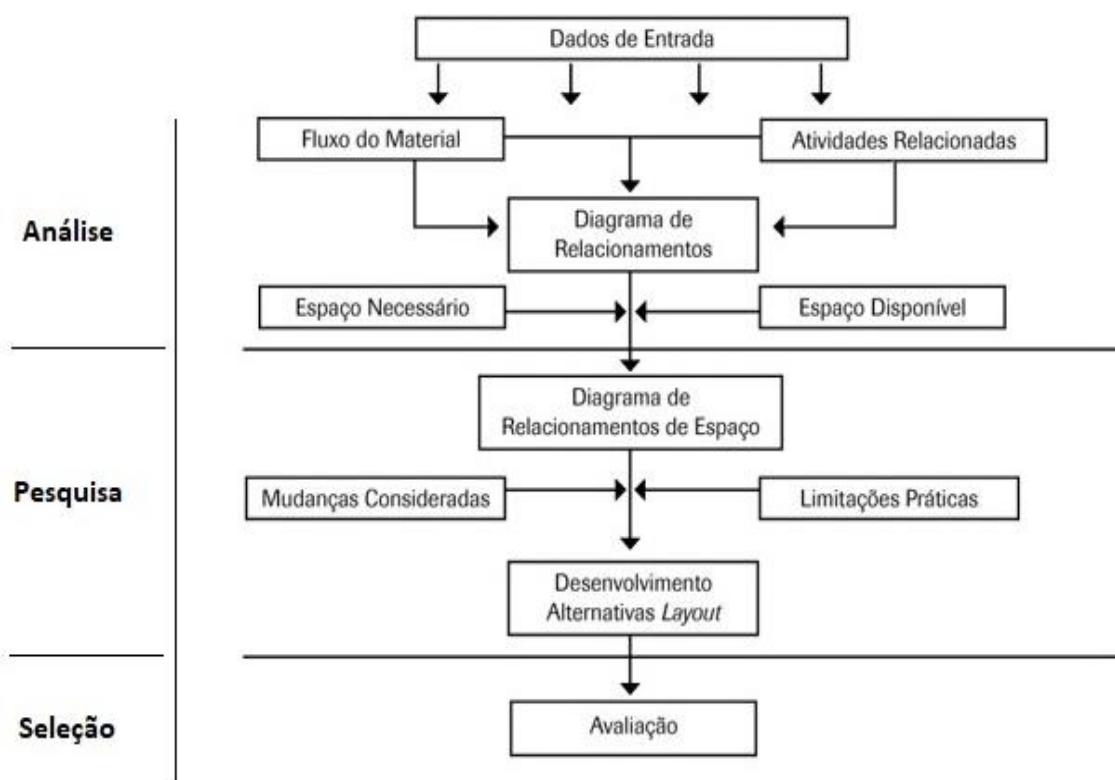 Dados de Entrada
Fluxo do Material
Atividades Relacionadas
Análise
Diagrama de
Relacionamentos
Espaço Necessário
Espaço Disponível
Diagrama de
Relacionamentos de Espaço
Pesquisa
Mudanças Consideradas
Limitações Práticas
Desenvolvimento
Alternativas Layout
Seleção
Avaliação